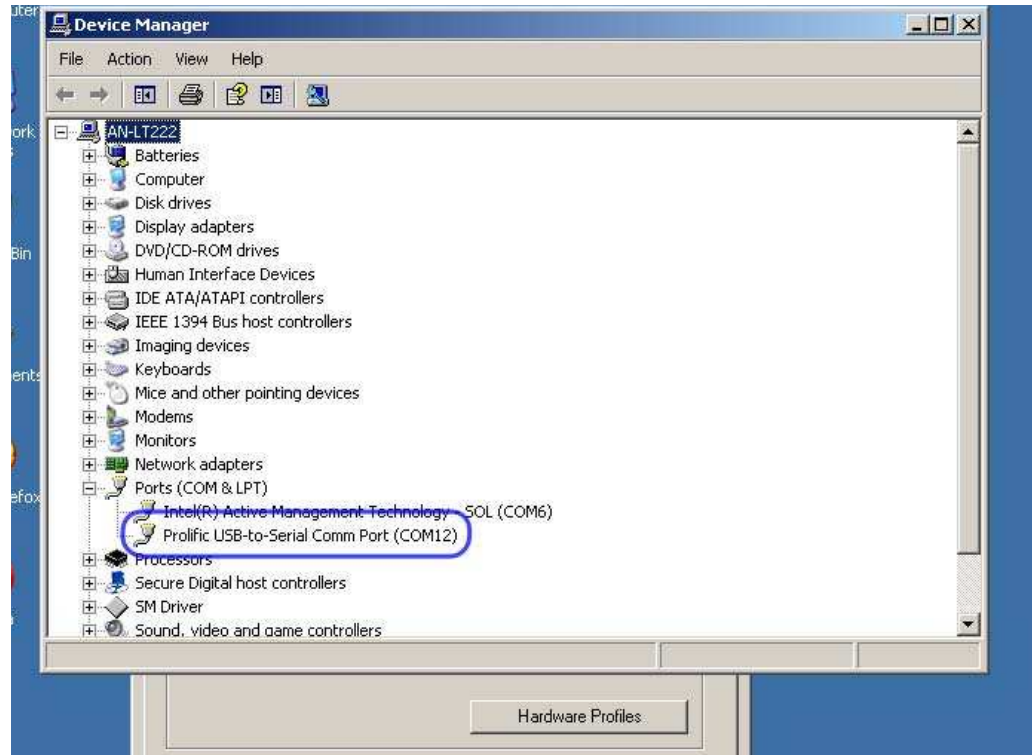 Device Manager
File Action View Help
AN-LT222
Batteries
Computer
Disk drives
Display adapters
DVD/CD-ROM drives
Human Interface Devices
IDE ATA/ATAPI controllers
IEEE 1394 Bus host controllers
Imaging devices
Keyboards
Mice and other pointing devices
Modems
Monitors
Network adapters
Ports (COM & LPT)
Intel(R) Active Management Technology - SOL (COM6)
Prolific USB-to-Serial Comm Port (COM12)
Processors
Secure Digital host controllers
SM Driver
Sound, video and game controllers
Hardware Profiles
Bin